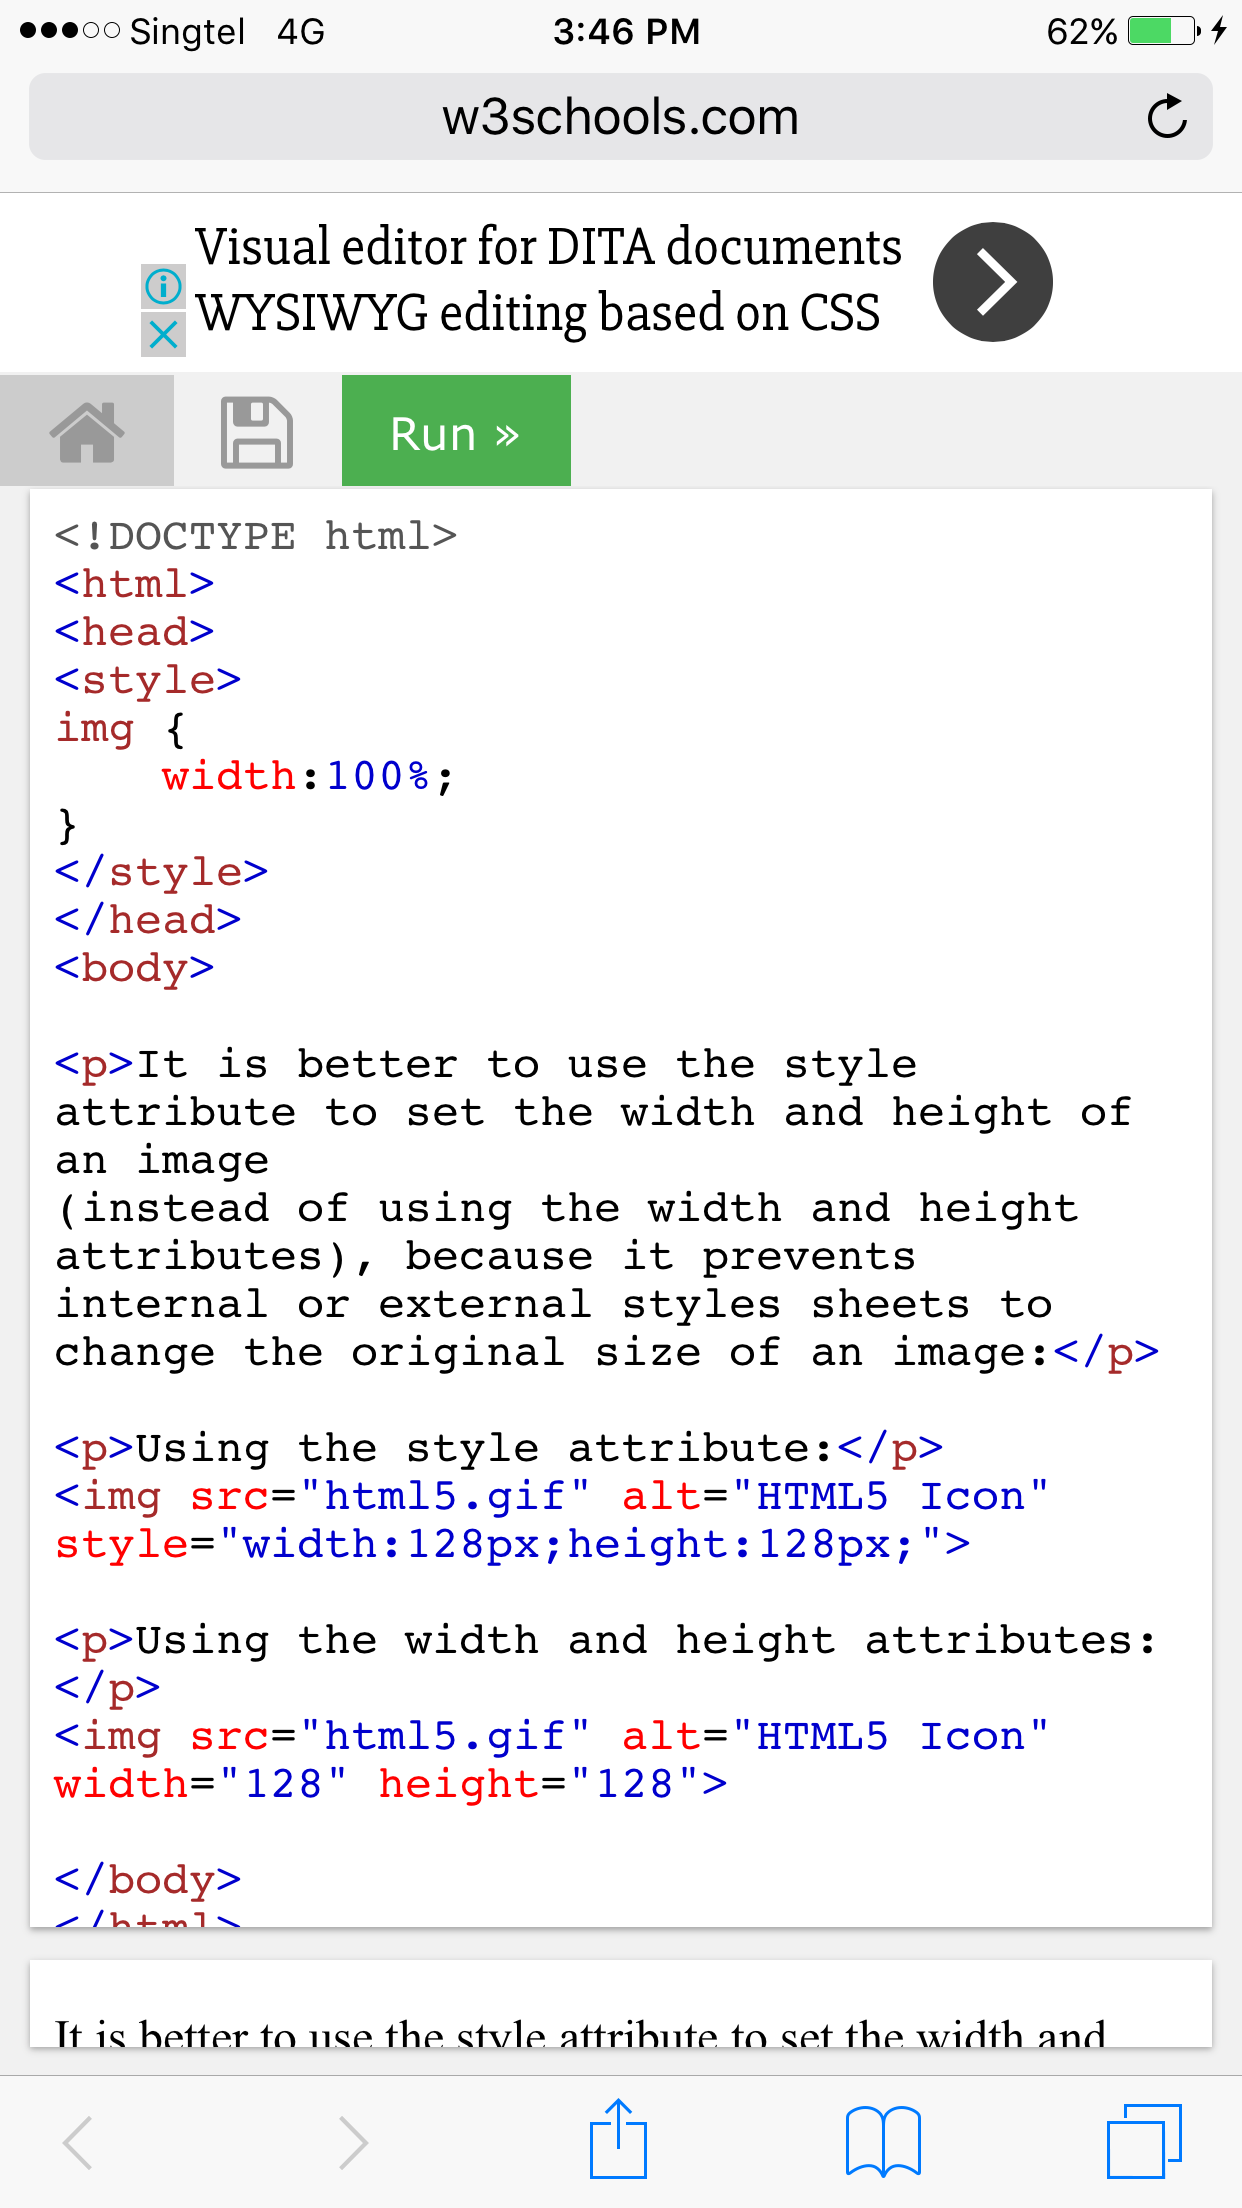 Singtel 4G 3:46 PM 62%
w3schools.com
Visual editor for DITA documents
WYSIWYG editing based on CSS
Run »
<!DOCTYPE html>
<html>
<head>
<style>
img {
    width:100%;
}
</style>
</head>
<body>

<p>It is better to use the style
attribute to set the width and height of
an image
(instead of using the width and height
attributes), because it prevents
internal or external styles sheets to
change the original size of an image:</p>

<p>Using the style attribute:</p>
<img src="html5.gif" alt="HTML5 Icon"
style="width:128px;height:128px;">

<p>Using the width and height attributes:
</p>
<img src="html5.gif" alt="HTML5 Icon"
width="128" height="128">

</body>
</html>
It is better to use the style attribute to set the width and